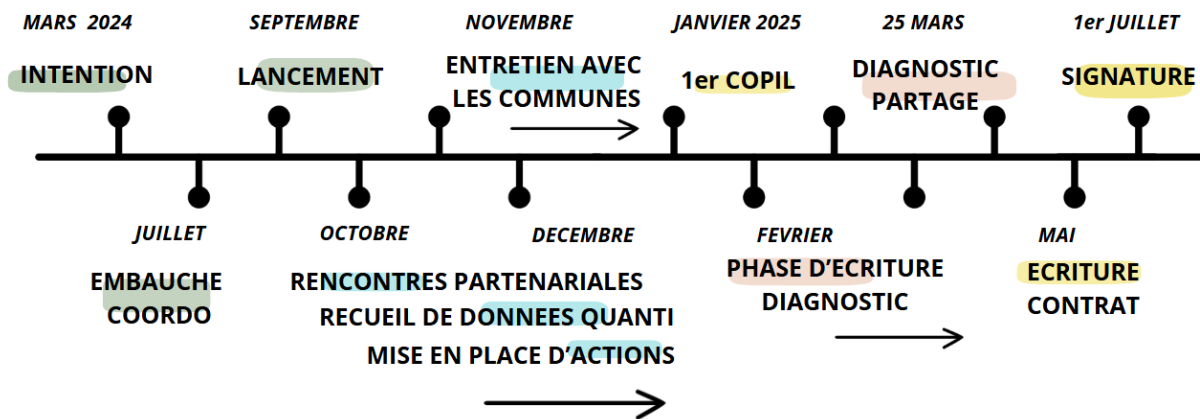 MARS 2024
SEPTEMBRE
NOVEMBRE
JANVIER 2025
25 MARS
1er JUILLET
INTENTION
LANCEMENT
ENTRETIEN AVEC
LES COMMUNES
1er COPIL
DIAGNOSTIC
PARTAGE
SIGNATURE
JUILLET
OCTOBRE
DECEMBRE
FEVRIER
MAI
EMBAUCHE
COORDO
RENCONTRES PARTENARIALES
RECUEIL DE DONNEES QUANTI
MISE EN PLACE D'ACTIONS
PHASE D'ECRITURE
DIAGNOSTIC
ECRITURE
CONTRAT